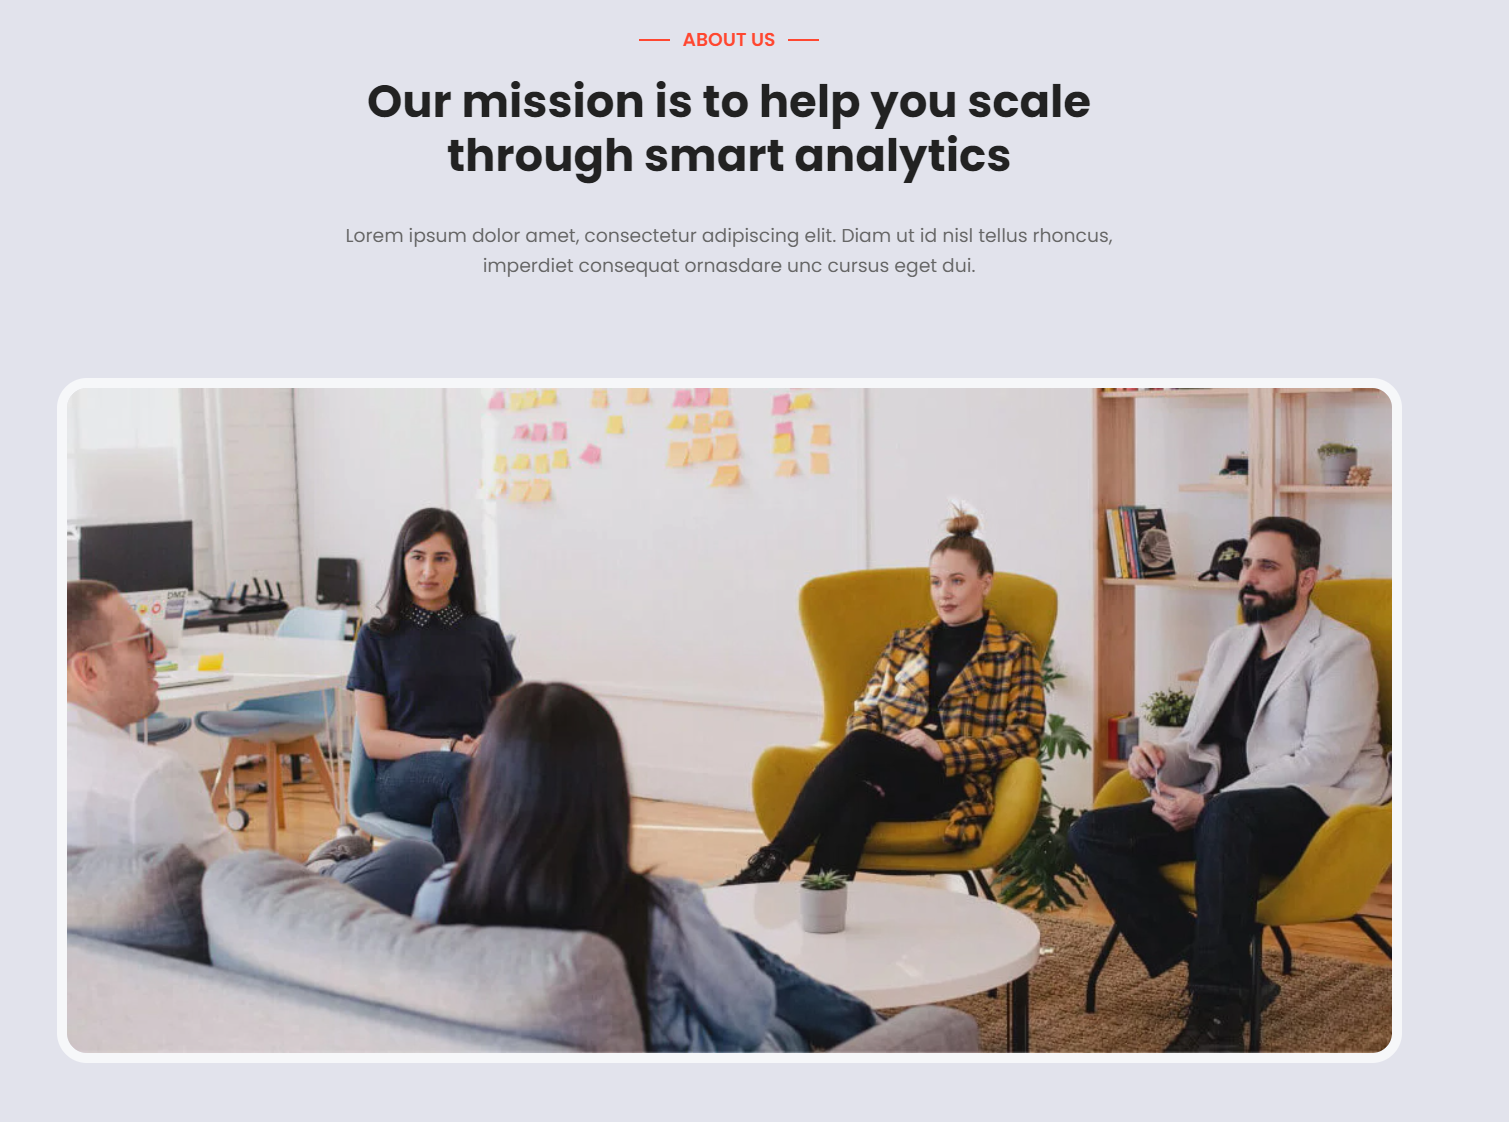 ABOUT US
Our mission is to help you scale
through smart analytics
Lorem ipsum dolor amet, consectetur adipiscing elit. Diam ut id nisl tellus rhoncus,
imperdiet consequat ornasdare unc cursus eget dui.
DMZ